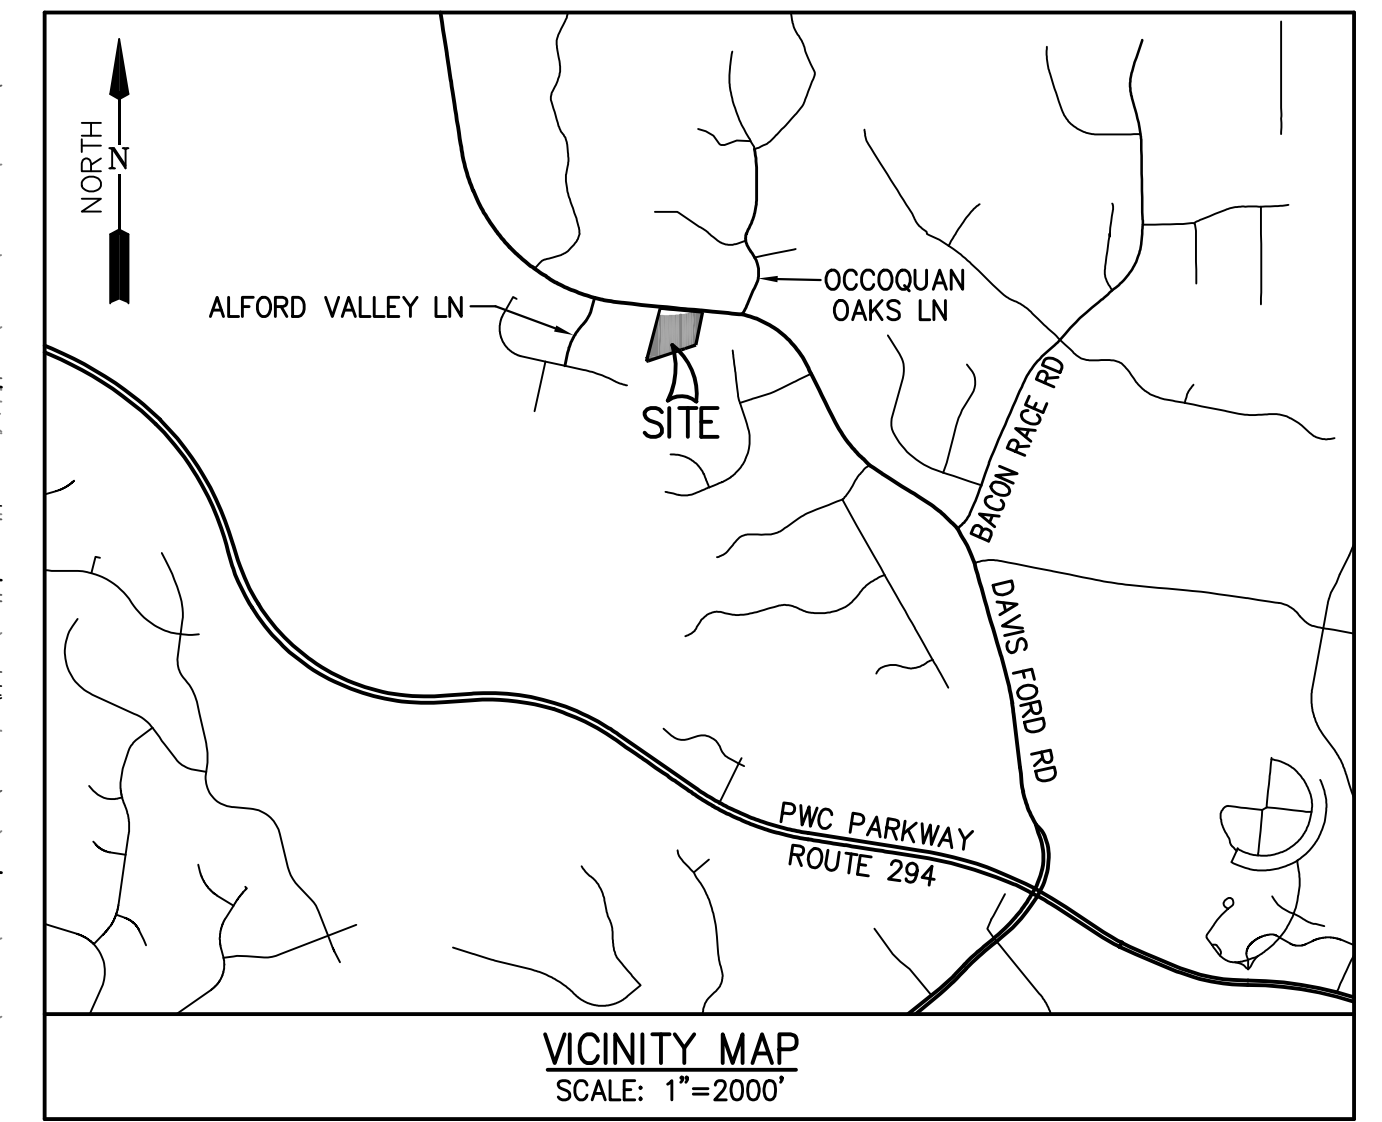 NORTH
N
ALFORD VALLEY LN
OCCOQUAN
OAKS LN
SITE
BACON RACE RD
DAVIS FORD RD
PWC PARKWAY
ROUTE 294
VICINITY MAP
SCALE: 1"=2000'